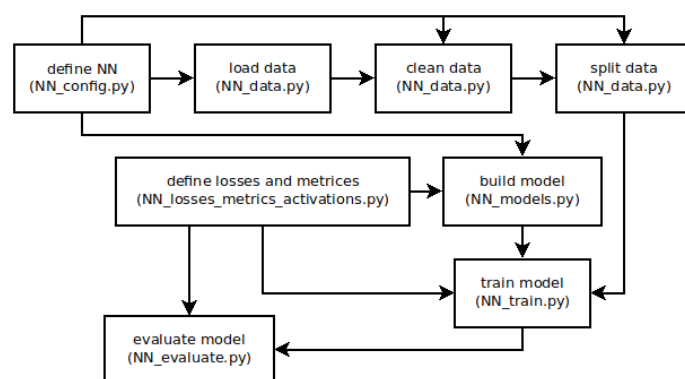 define NN
(NN_config.py)
load data
(NN_data.py)
clean data
(NN_data.py)
split data
(NN_data.py)
define losses and metrices
(NN_losses_metrics_activations.py)
build model
(NN_models.py)
train model
(NN_train.py)
evaluate model
(NN_evaluate.py)